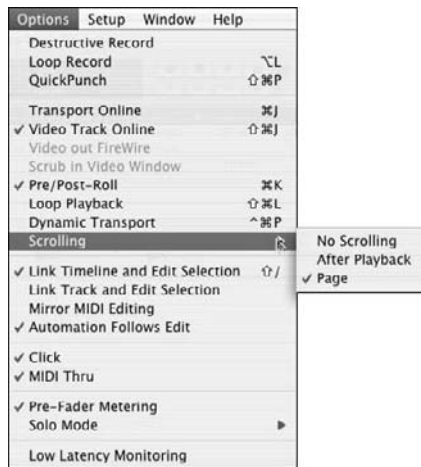 Options Setup Window Help
Destructive Record
Loop Record ⌥L
QuickPunch ⇧⌘P
Transport Online ⌘J
✓ Video Track Online ⇧⌘J
Video out FireWire
Scrub in Video Window
✓ Pre/Post-Roll ⌘K
Loop Playback ⇧⌘L
Dynamic Transport ^⌘P
Scrolling
No Scrolling
After Playback
✓ Page
✓ Link Timeline and Edit Selection ⇧/
Link Track and Edit Selection
Mirror MIDI Editing
✓ Automation Follows Edit
✓ Click
✓ MIDI Thru
✓ Pre-Fader Metering
Solo Mode ▶
Low Latency Monitoring